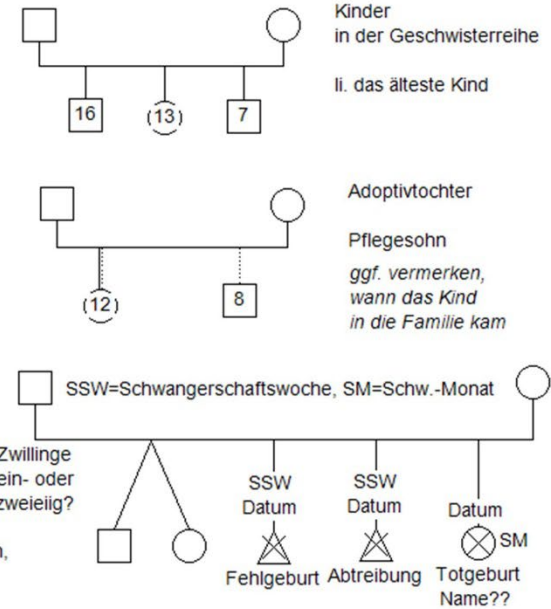 Kinder
in der Geschwisterreihe
li. das älteste Kind
16 (13) 7
Adoptivtochter
Pflegesohn
ggf. vermerken,
wann das Kind
in die Familie kam
(12) 8
SSW=Schwangerschaftswoche, SM=Schw.-Monat
Zwillinge
ein- oder
zweieiig?
SSW
Datum
Fehlgeburt
SSW
Datum
Abtreibung
Datum
SM
Totgeburt
Name??